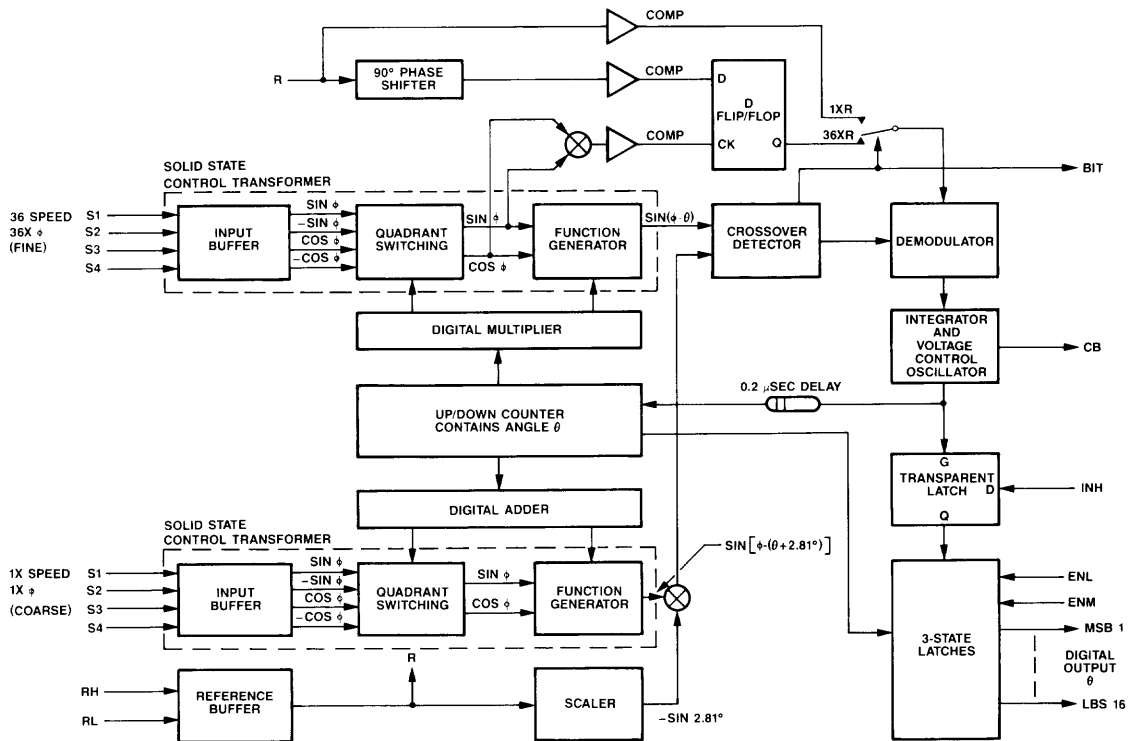 COMP
R
90° PHASE
SHIFTER
COMP
D
D
FLIP/FLOP
CK
Q
COMP
1XR
36XR
BIT
SOLID STATE
CONTROL TRANSFORMER
36 SPEED
36X ϕ
(FINE)
S1
S2
S3
S4
INPUT
BUFFER
SIN ϕ
−SIN ϕ
COS ϕ
−COS ϕ
QUADRANT
SWITCHING
SIN ϕ
COS ϕ
FUNCTION
GENERATOR
SIN(ϕ-θ)
CROSSOVER
DETECTOR
DEMODULATOR
DIGITAL MULTIPLIER
INTEGRATOR
AND
VOLTAGE
CONTROL
OSCILLATOR
CB
0.2 μSEC DELAY
UP/DOWN COUNTER
CONTAINS ANGLE θ
G
TRANSPARENT
LATCH
D
Q
INH
DIGITAL ADDER
SOLID STATE
CONTROL TRANSFORMER
SIN[ϕ-(θ+2.81°)]
1X SPEED
1X ϕ
(COARSE)
S1
S2
S3
S4
INPUT
BUFFER
SIN ϕ
−SIN ϕ
COS ϕ
−COS ϕ
QUADRANT
SWITCHING
SIN ϕ
COS ϕ
FUNCTION
GENERATOR
ENL
ENM
3-STATE
LATCHES
MSB 1
DIGITAL
OUTPUT
θ
LBS 16
R
RH
RL
REFERENCE
BUFFER
SCALER
−SIN 2.81°